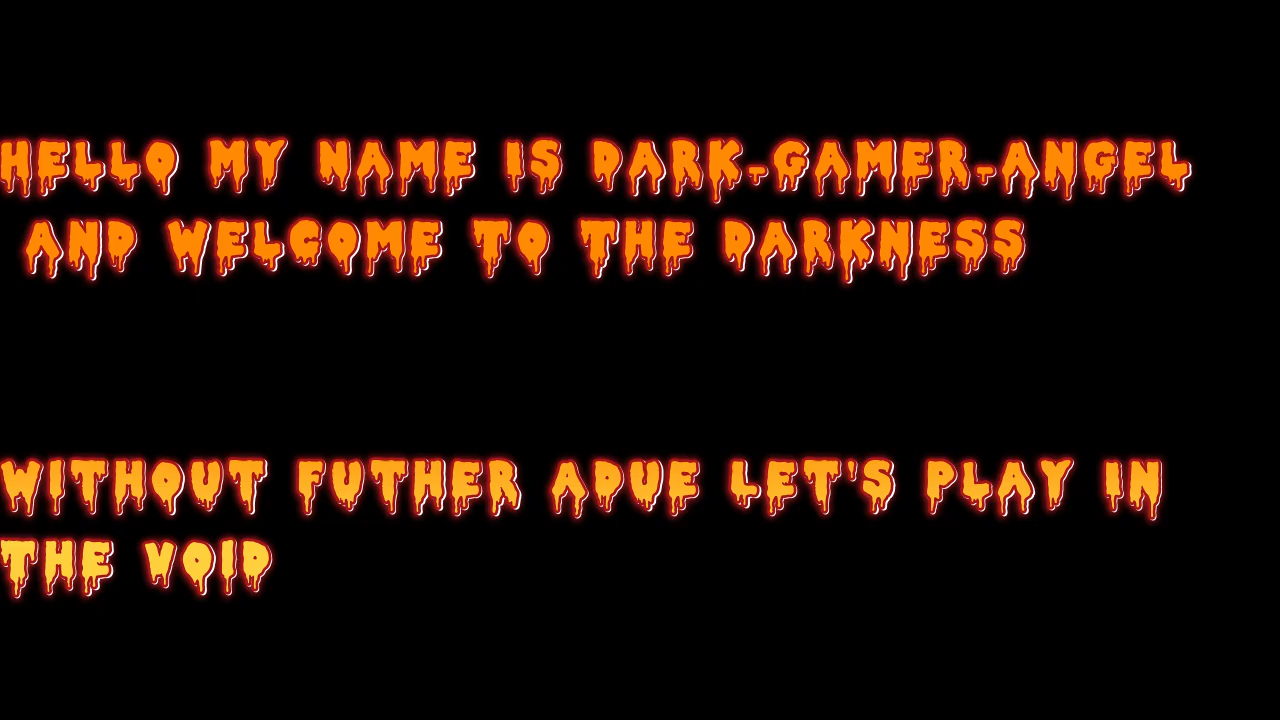 HELLO MY NAME IS DARK-GAMER-ANGEL
AND WELCOME TO THE DARKNESS
WITHOUT FUTHER ADUE LET'S PLAY IN
THE VOID